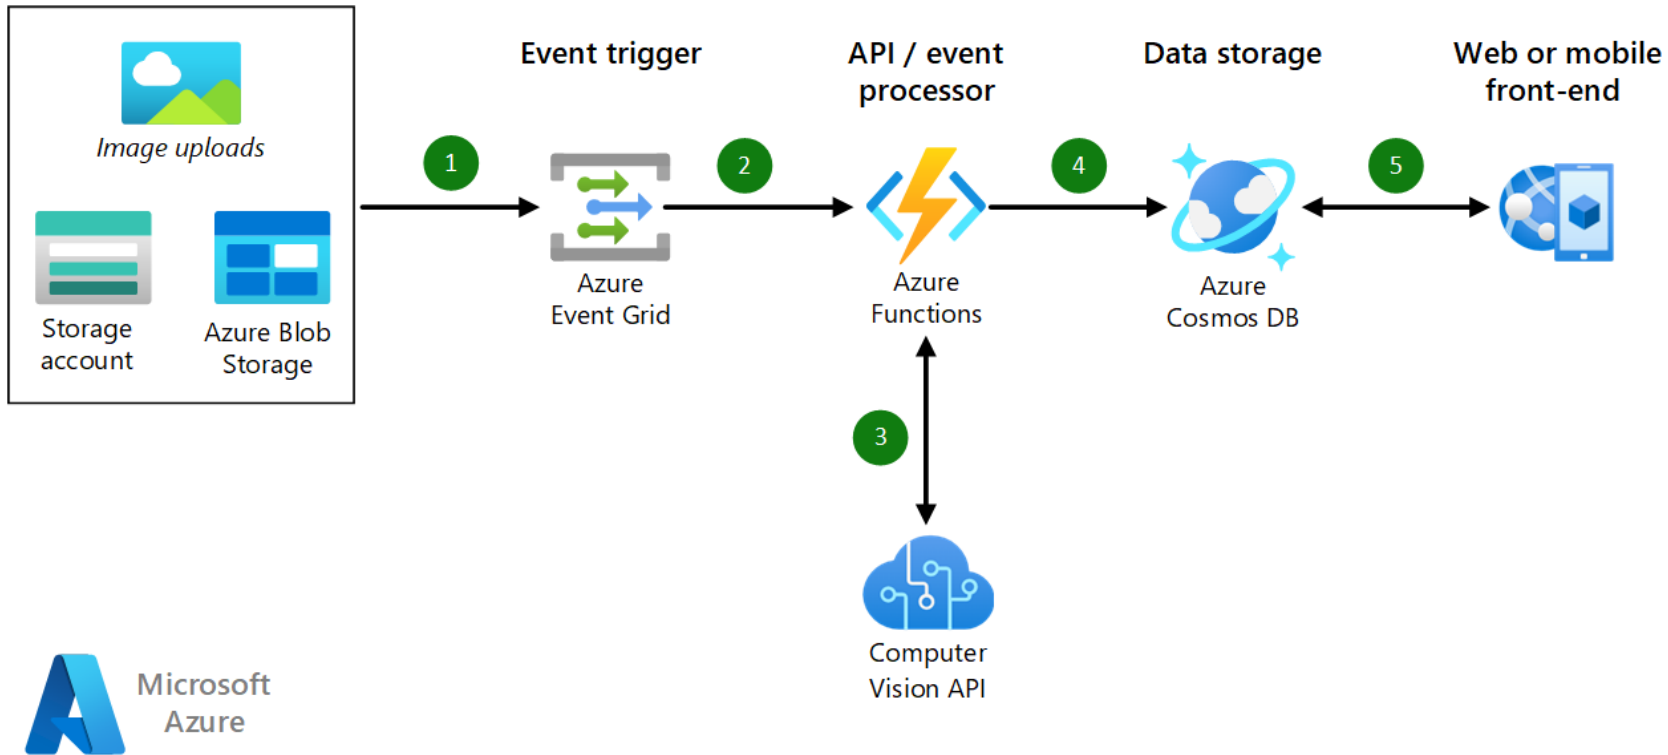 Image uploads
Storage
account
Azure Blob
Storage
1
Event trigger
Azure
Event Grid
2
API / event
processor
Azure
Functions
3
Computer
Vision API
4
Data storage
Azure
Cosmos DB
5
Web or mobile
front-end
Microsoft
Azure